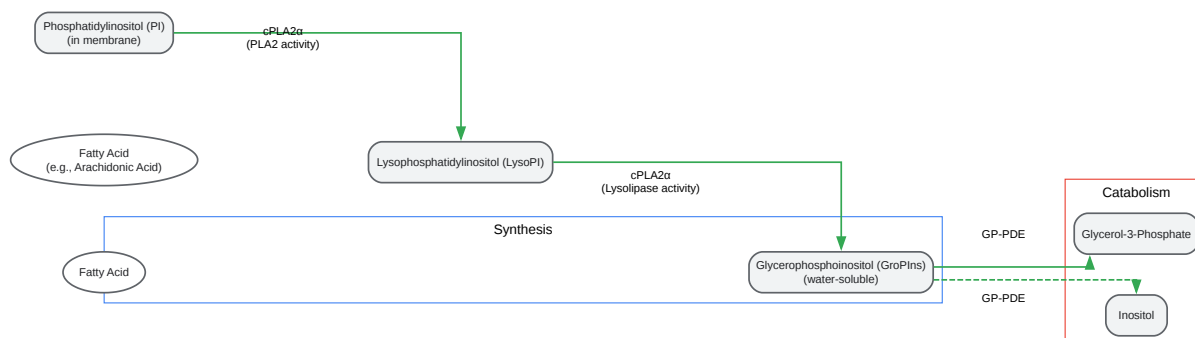 Phosphatidylinositol (PI)
(in membrane)
cPLA2α
(PLA2 activity)
Fatty Acid
(e.g., Arachidonic Acid)
Lysophosphatidylinositol (LysoPI)
cPLA2α
(Lysolipase activity)
Catabolism
Synthesis
GP-PDE
Glycerol-3-Phosphate
Fatty Acid
Glycerophosphoinositol (GroPIns)
(water-soluble)
GP-PDE
Inositol